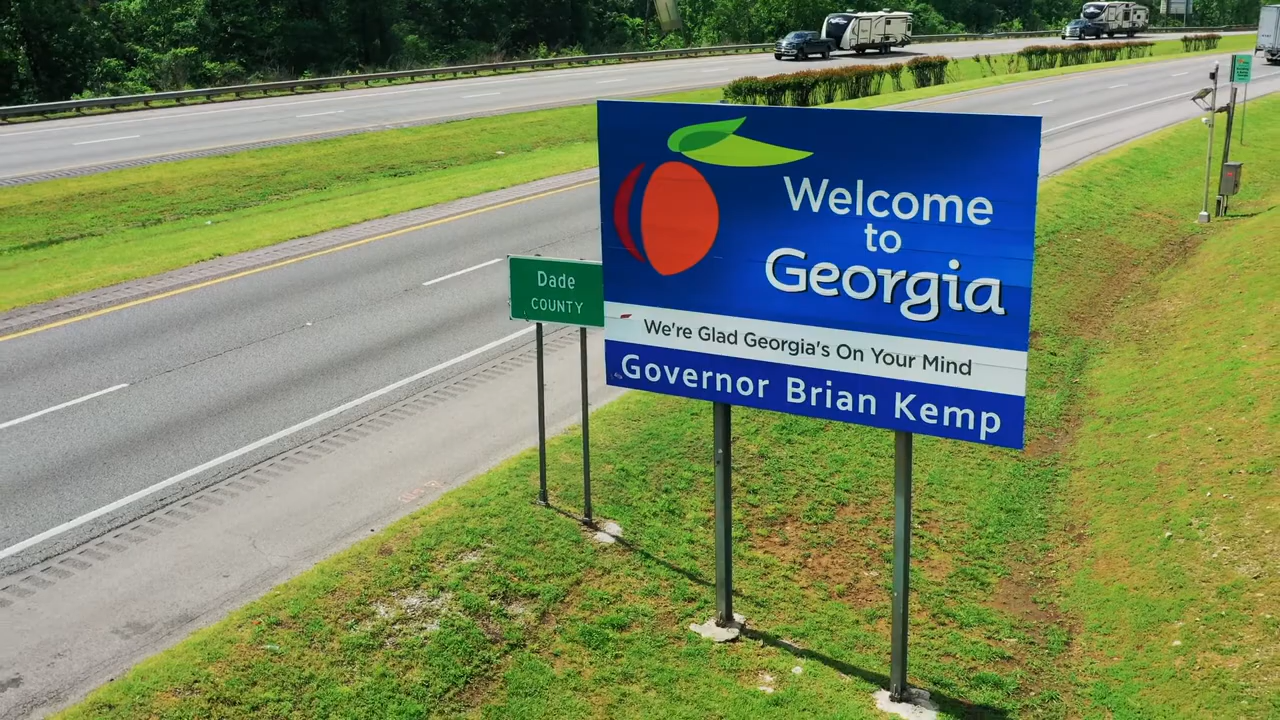 Dade
COUNTY
Welcome
to
Georgia
We're Glad Georgia's On Your Mind
Governor Brian Kemp